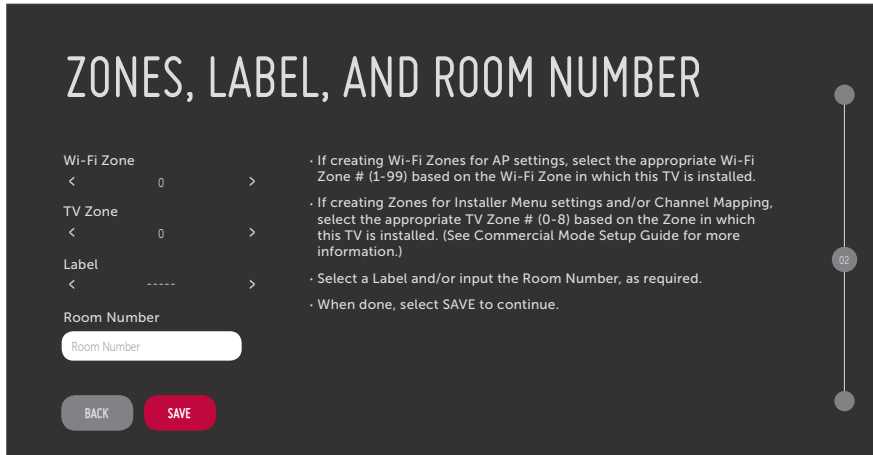 ZONES, LABEL, AND ROOM NUMBER
Wi-Fi Zone
< 0 >
TV Zone
< 0 >
Label
< ----- >
Room Number
Room Number
· If creating Wi-Fi Zones for AP settings, select the appropriate Wi-Fi
Zone # (1-99) based on the Wi-Fi Zone in which this TV is installed.
· If creating Zones for Installer Menu settings and/or Channel Mapping,
select the appropriate TV Zone # (0-8) based on the Zone in which
this TV is installed. (See Commercial Mode Setup Guide for more
information.)
· Select a Label and/or input the Room Number, as required.
· When done, select SAVE to continue.
02
BACK SAVE